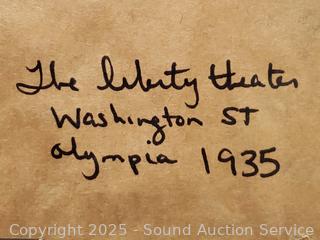 The liberty theater
Washington ST
olympia 1935
Copyright 2025 - Sound Auction Service